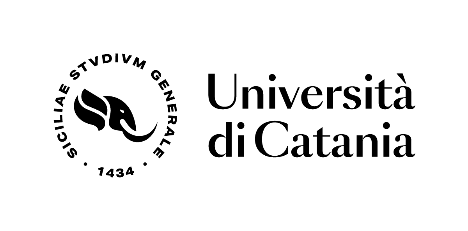 SICILIAE STVDIVM GENERALE
· 1434 ·
Università
di Catania